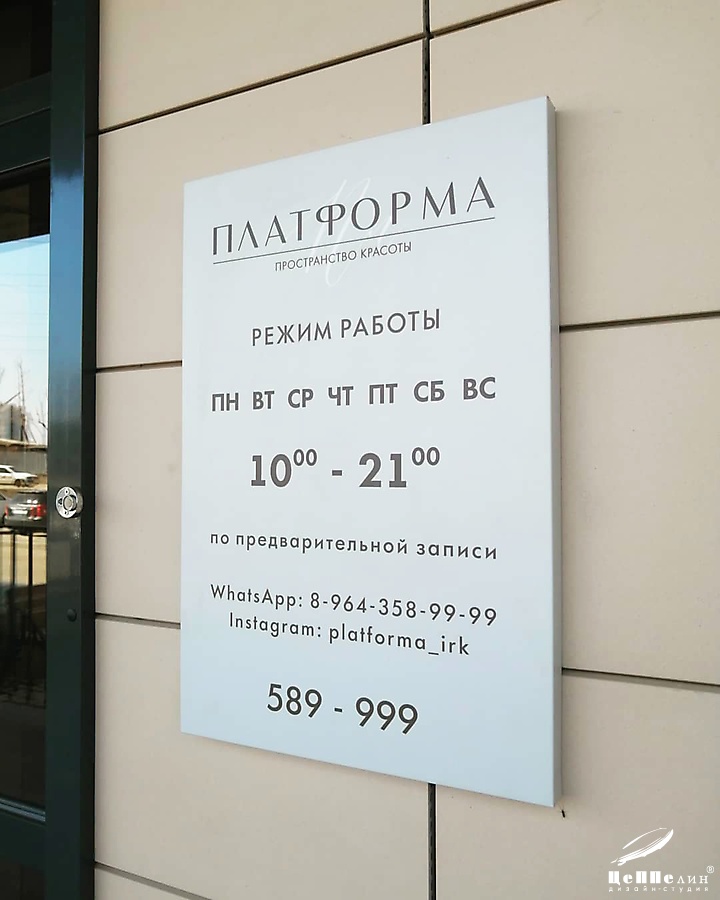 ПЛАТФОРМА
ПРОСТРАНСТВО КРАСОТЫ
РЕЖИМ РАБОТЫ
ПН ВТ СР ЧТ ПТ СБ ВС
10⁰⁰ - 21⁰⁰
по предварительной записи
WhatsApp: 8-964-358-99-99
Instagram: platforma_irk
589 - 999
ЦеППелин®
дизайн-студия